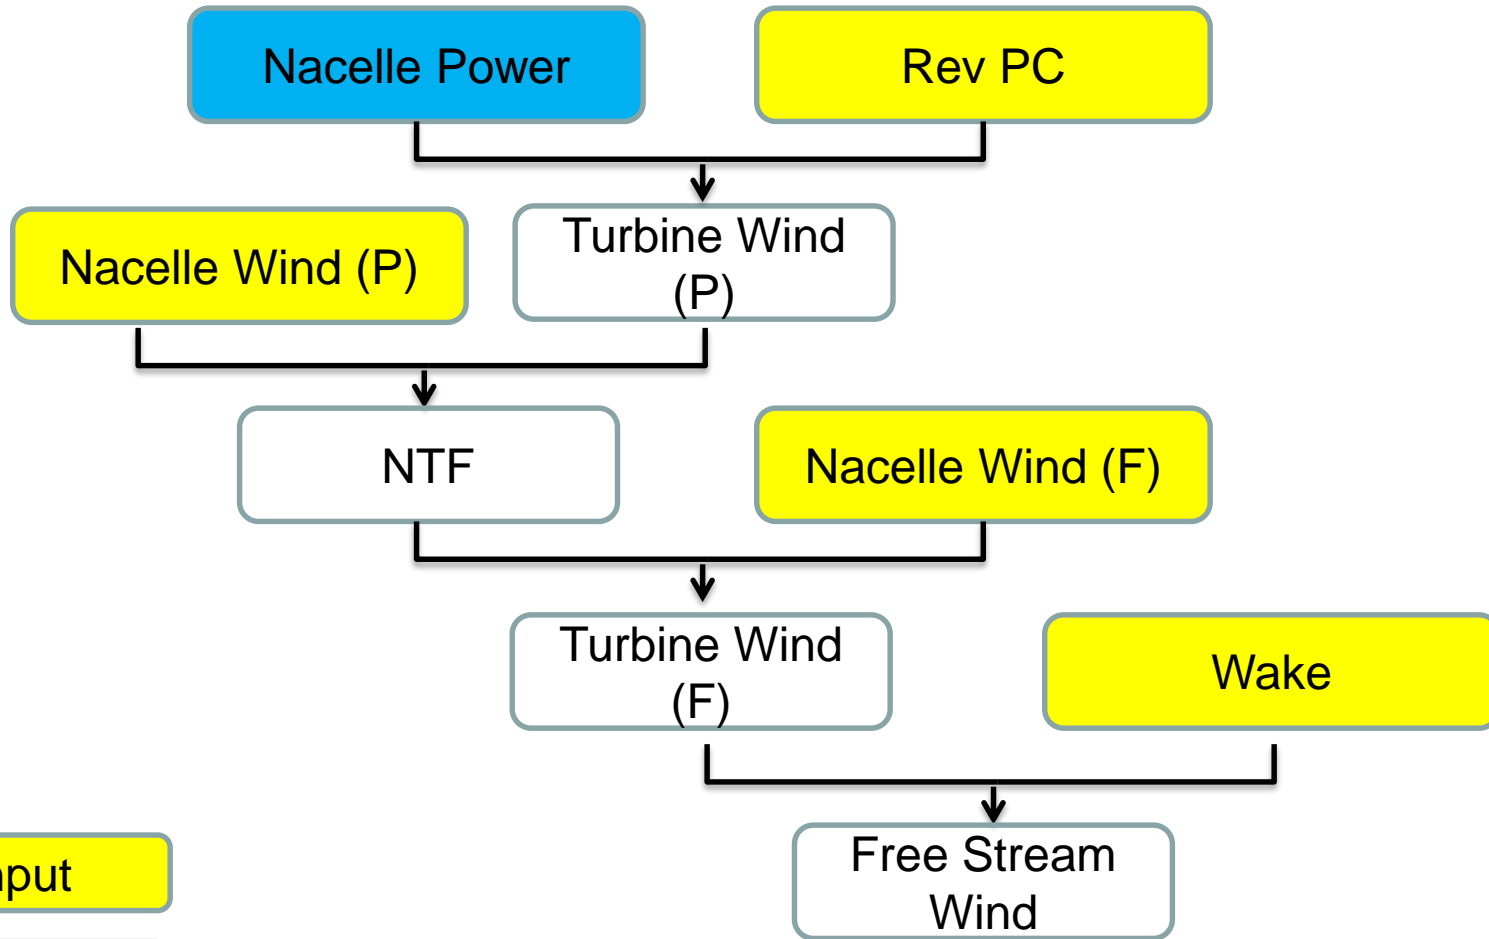 Nacelle Power
Rev PC
Nacelle Wind (P)
Turbine Wind
(P)
NTF
Nacelle Wind (F)
Turbine Wind
(F)
Wake
Free Stream
Wind